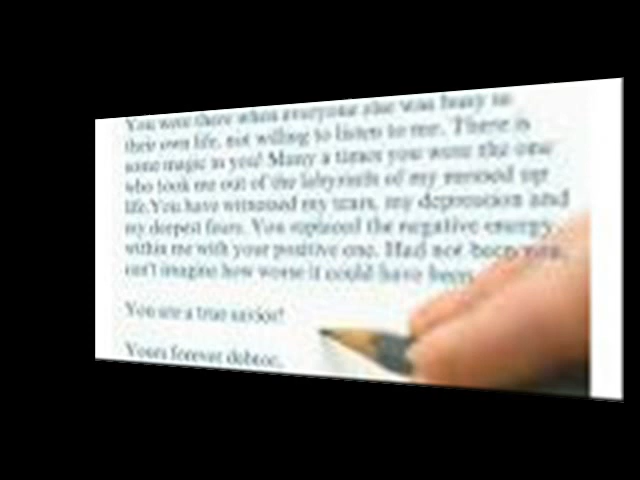 You were there when everyone else was busy in
their own life, not willing to listen to me. There is
some magic in you! Many a times you were the one
who took me out of the labyrinth of my messed up
life.You have witnessed my tears, my depression and
my deepest fears. You replaced the negative energy
within me with your positive one. Had not been you,
can't imagine how worse it could have been.
You are a true savior!
Yours forever debtor,